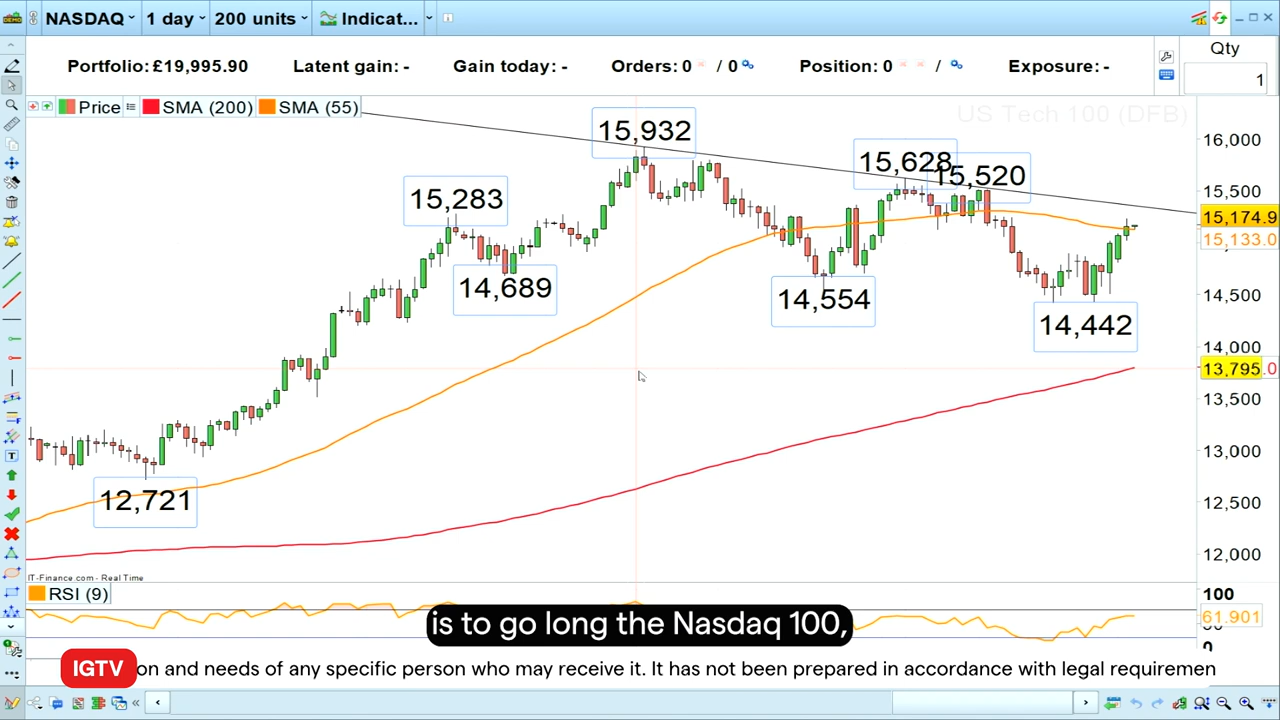 DEMO NASDAQ 1 day 200 units Indicat...
Portfolio: £19,995.90 Latent gain: - Gain today: - Orders: 0 / 0 Position: 0 / Exposure: - Qty
1
Price SMA (200) SMA (55)
US Tech 100 (DFB)
15,932
15,628
15,520
15,283
14,689
14,554
14,442
12,721
16,000
15,500
15,174.9
15,133.0
14,500
14,000
13,795.0
13,500
13,000
12,500
12,000
IT-Finance.com - Real Time
RSI (9)
100
61.901
0
is to go long the Nasdaq 100,
IGTV on and needs of any specific person who may receive it. It has not been prepared in accordance with legal requiremen